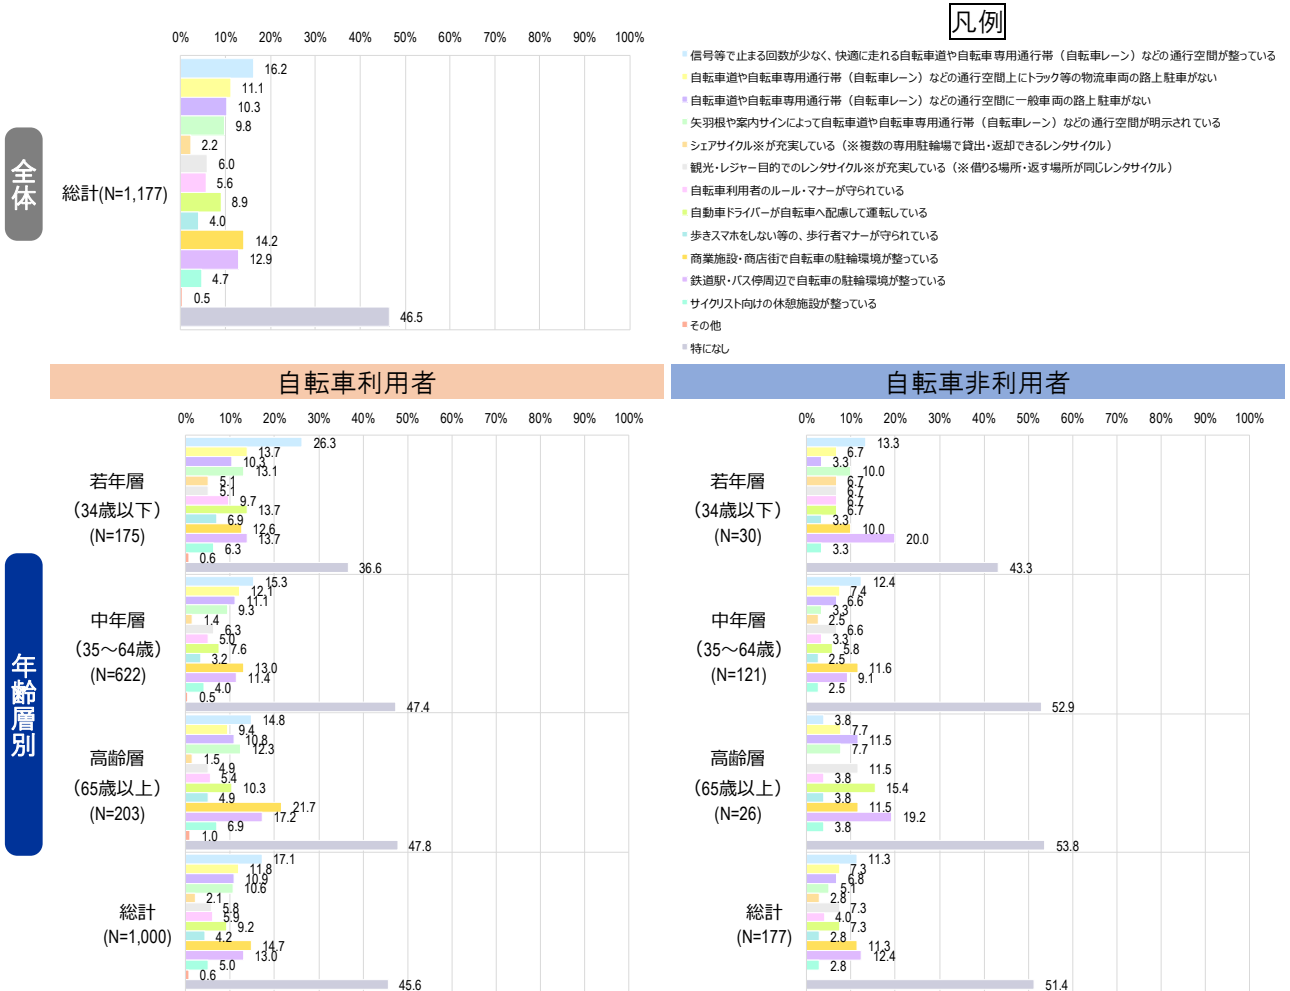 凡例
0% 10% 20% 30% 40% 50% 60% 70% 80% 90% 100%
全体
総計(N=1,177)
16.2
11.1
10.3
9.8
2.2
6.0
5.6
8.9
4.0
14.2
12.9
4.7
0.5
46.5
信号等で止まる回数が少なく、快適に走れる自転車道や自転車専用通行帯（自転車レーン）などの通行空間が整っている
自転車道や自転車専用通行帯（自転車レーン）などの通行空間上にトラック等の物流車両の路上駐車がない
自転車道や自転車専用通行帯（自転車レーン）などの通行空間に一般車両の路上駐車がない
矢羽根や案内サインによって自転車道や自転車専用通行帯（自転車レーン）などの通行空間が明示されている
シェアサイクル※が充実している（※複数の専用駐輪場で貸出・返却できるレンタサイクル）
観光・レジャー目的でのレンタサイクル※が充実している（※借りる場所・返す場所が同じレンタサイクル）
自転車利用者のルール・マナーが守られている
自動車ドライバーが自転車へ配慮して運転している
歩きスマホをしない等の、歩行者マナーが守られている
商業施設・商店街で自転車の駐輪環境が整っている
鉄道駅・バス停周辺で自転車の駐輪環境が整っている
サイクリスト向けの休憩施設が整っている
その他
特になし
自転車利用者
0% 10% 20% 30% 40% 50% 60% 70% 80% 90% 100%
年齢層別
若年層
（34歳以下）
(N=175)
26.3
13.7
10.3
13.1
5.1
5.1
9.7
13.7
6.9
12.6
13.7
6.3
0.6
36.6
中年層
（35～64歳）
(N=622)
15.3
12.1
11.1
9.3
1.4
6.3
5.0
7.6
3.2
13.0
11.4
4.0
0.5
47.4
高齢層
（65歳以上）
(N=203)
14.8
9.4
10.8
12.3
1.5
4.9
5.4
10.3
4.9
21.7
17.2
6.9
1.0
47.8
総計
(N=1,000)
17.1
11.8
10.9
10.6
2.1
5.8
5.9
9.2
4.2
14.7
13.0
5.0
0.6
45.6
自転車非利用者
0% 10% 20% 30% 40% 50% 60% 70% 80% 90% 100%
若年層
（34歳以下）
(N=30)
13.3
6.7
3.3
10.0
6.7
6.7
6.7
6.7
3.3
10.0
20.0
3.3
43.3
中年層
（35～64歳）
(N=121)
12.4
7.4
6.6
3.3
2.5
6.6
3.3
5.8
2.5
11.6
9.1
2.5
52.9
高齢層
（65歳以上）
(N=26)
3.8
7.7
11.5
7.7
11.5
3.8
15.4
3.8
11.5
19.2
3.8
53.8
総計
(N=177)
11.3
7.3
6.8
5.1
2.8
7.3
4.0
7.3
2.8
11.3
12.4
2.8
51.4